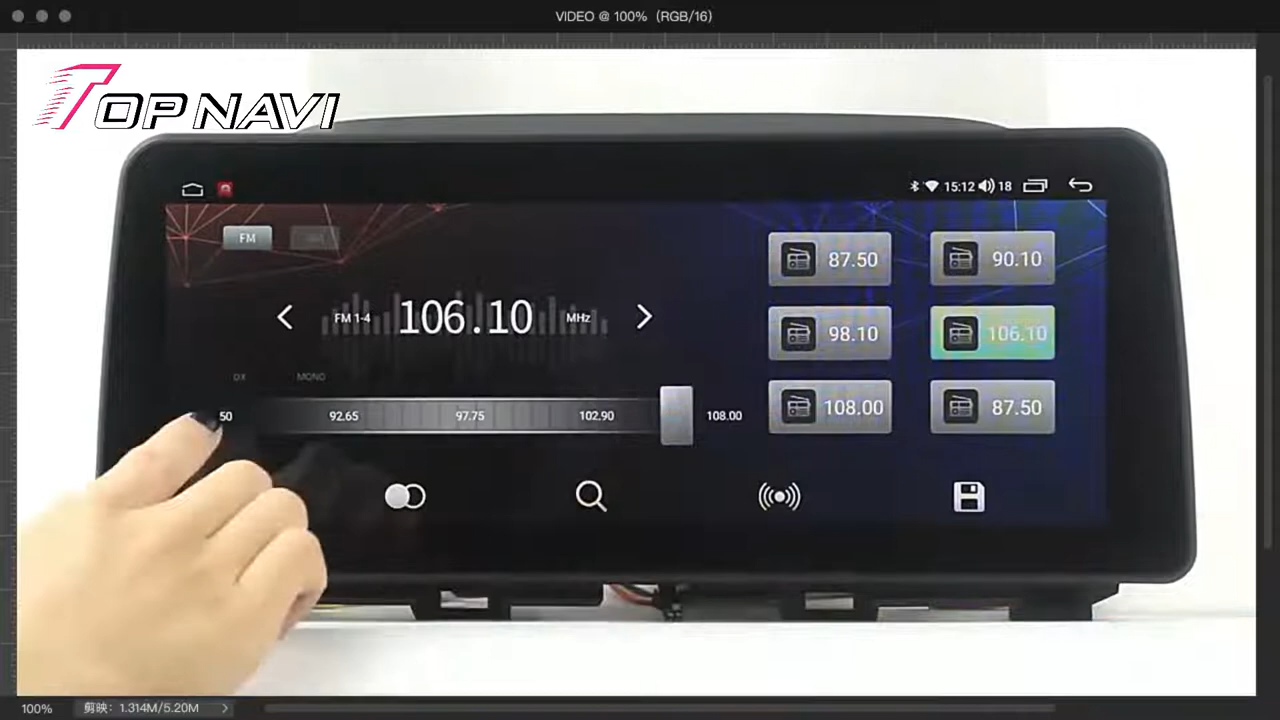 VIDEO @ 100% (RGB/16)
TOPNAVI
15:12 18
FM
87.50 90.10
FM 1-4 106.10 MHz
98.10 106.10
DX MONO
50 92.65 97.75 102.90 108.00
108.00 87.50
100% 剪映: 1.314M/5.20M